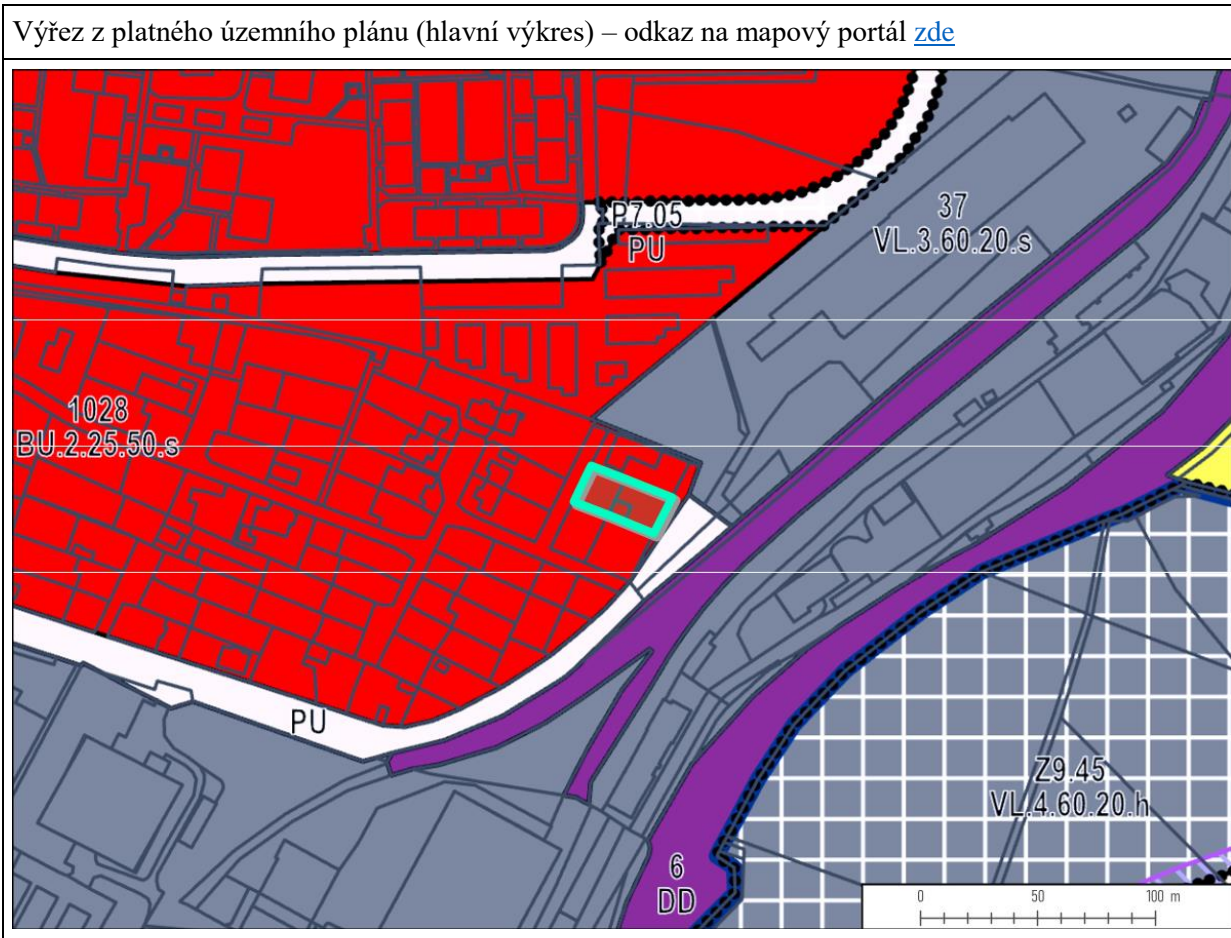 Výřez z platného územního plánu (hlavní výkres) – odkaz na mapový portál zde
P7.05
PU
37
VL.3.60.20.s
1028
BU.2.25.50.s
PU
Z9.45
VL.4.60.20.h
6
DD
0 50 100 m